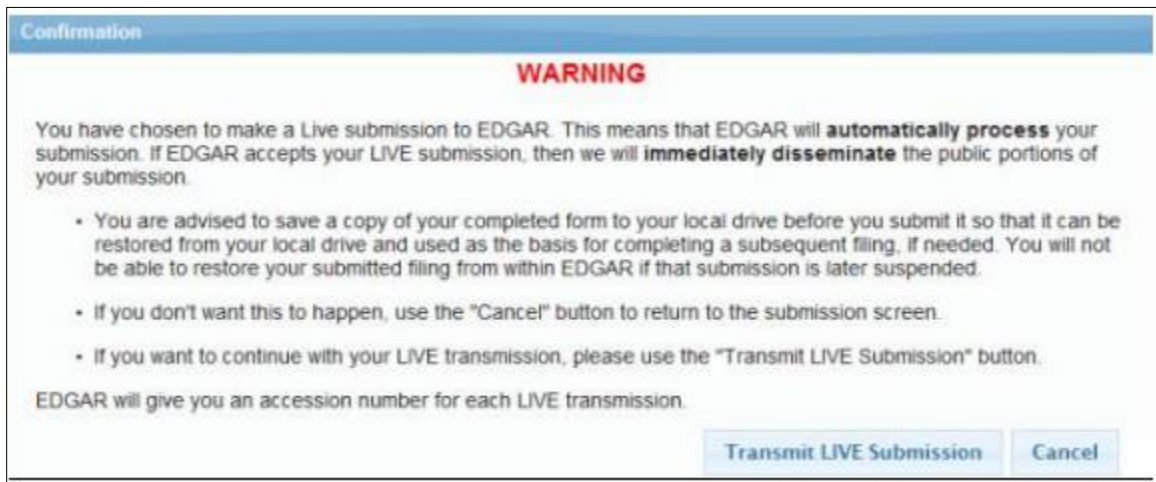 Confirmation
WARNING
You have chosen to make a Live submission to EDGAR. This means that EDGAR will automatically process your
submission. If EDGAR accepts your LIVE submission, then we will immediately disseminate the public portions of
your submission.
• You are advised to save a copy of your completed form to your local drive before you submit it so that it can be
restored from your local drive and used as the basis for completing a subsequent filing, if needed. You will not
be able to restore your submitted filing from within EDGAR if that submission is later suspended.
• If you don't want this to happen, use the "Cancel" button to return to the submission screen.
• If you want to continue with your LIVE transmission, please use the "Transmit LIVE Submission" button.
EDGAR will give you an accession number for each LIVE transmission.
Transmit LIVE Submission Cancel